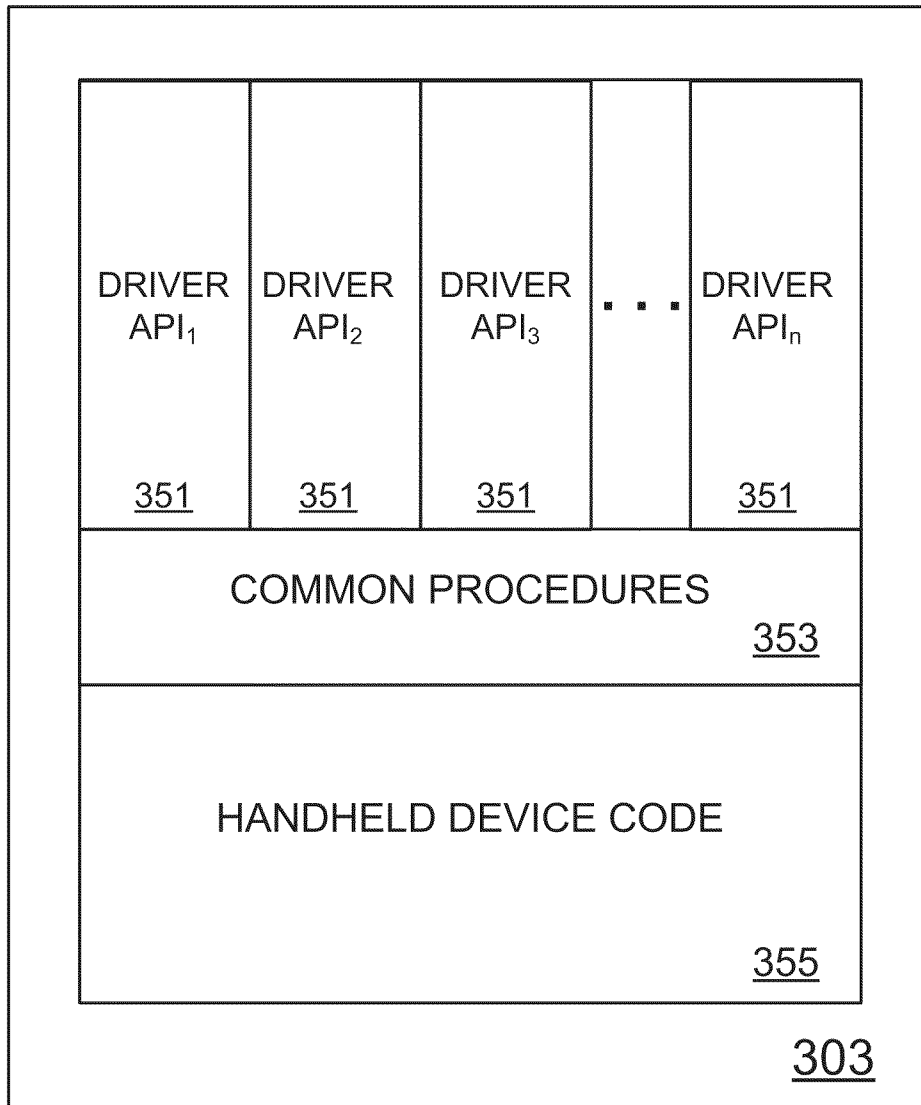 DRIVER API₁
DRIVER API₂
DRIVER API₃
. . .
DRIVER APIₙ
351
351
351
351
COMMON PROCEDURES
353
HANDHELD DEVICE CODE
355
303